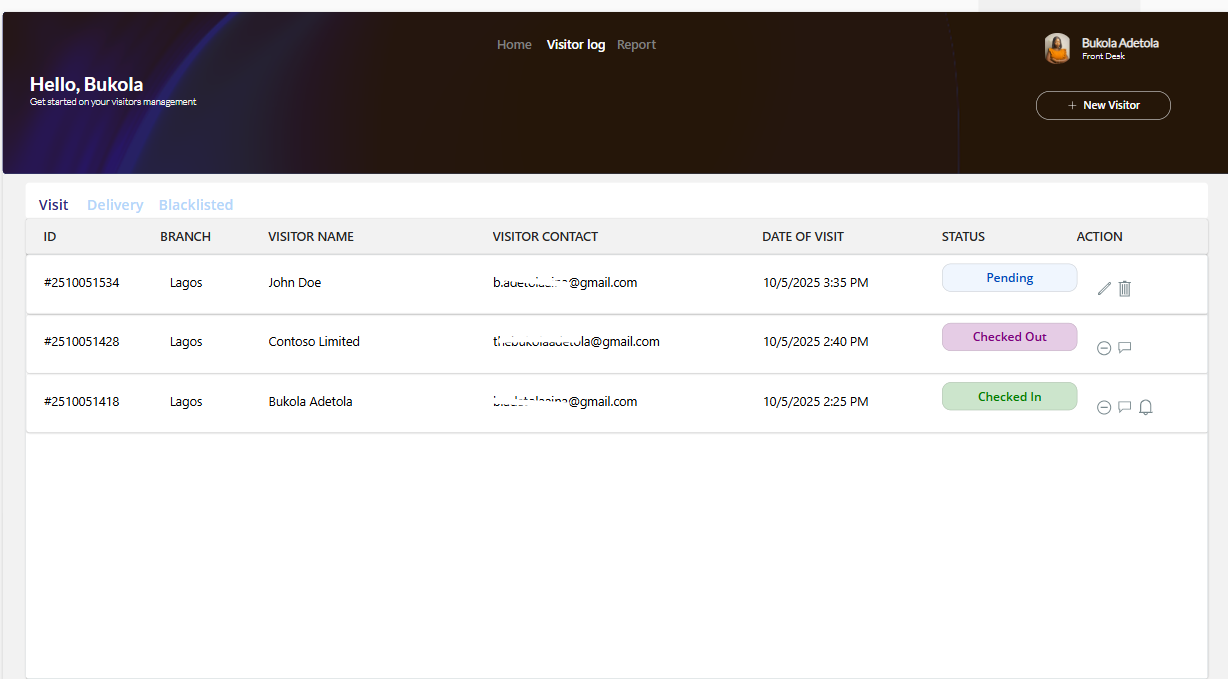 Home Visitor log Report
Bukola Adetola
Front Desk
Hello, Bukola
Get started on your visitors management
+ New Visitor
Visit Delivery Blacklisted
ID BRANCH VISITOR NAME VISITOR CONTACT DATE OF VISIT STATUS ACTION
#2510051534 Lagos John Doe @gmail.com 10/5/2025 3:35 PM Pending
#2510051428 Lagos Contoso Limited @gmail.com 10/5/2025 2:40 PM Checked Out
#2510051418 Lagos Bukola Adetola @gmail.com 10/5/2025 2:25 PM Checked In